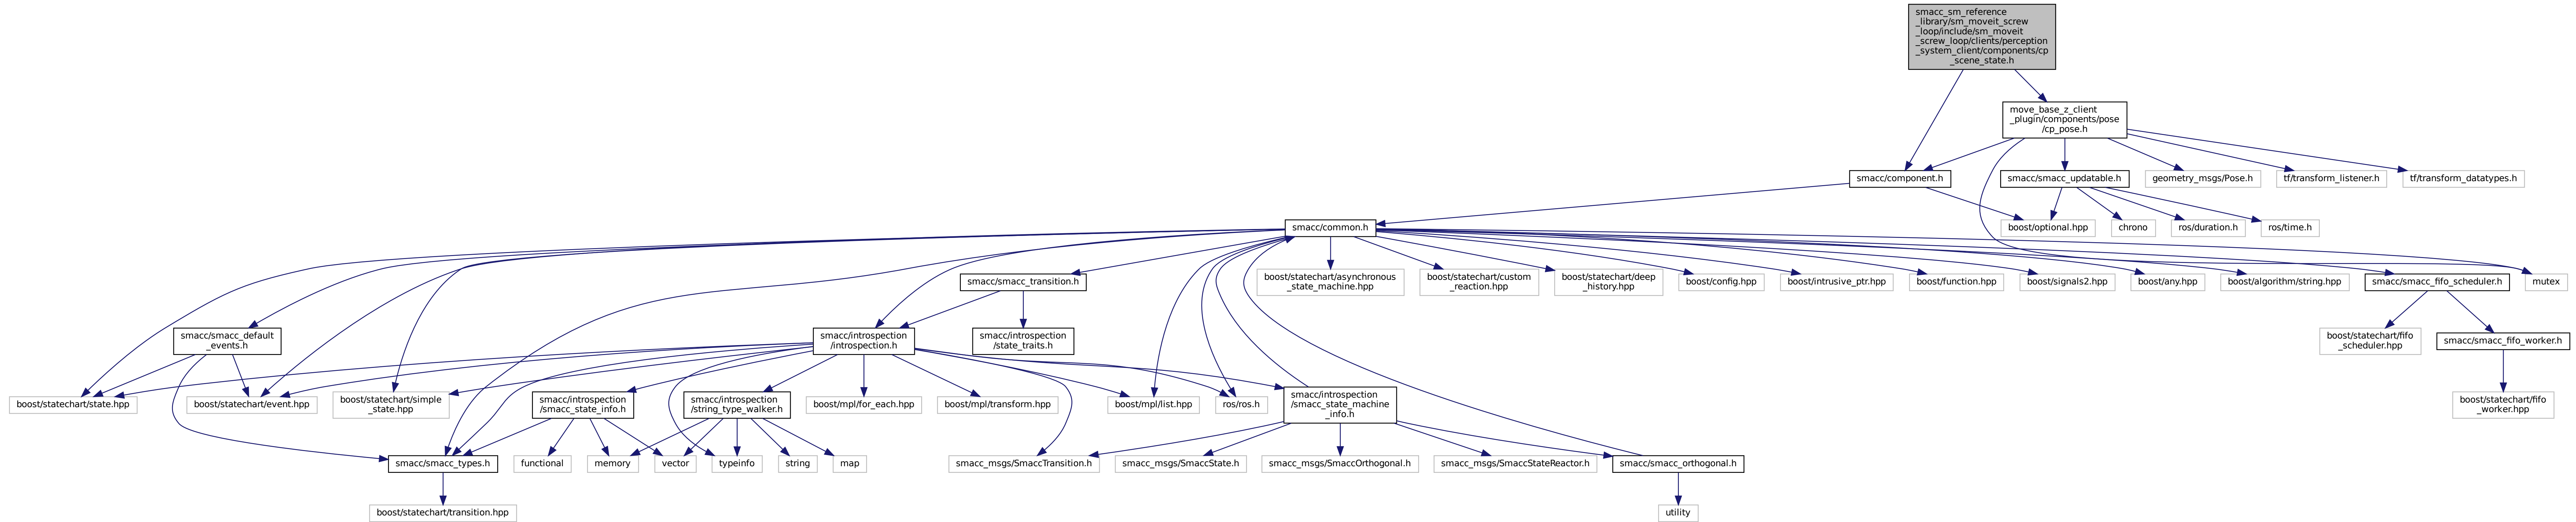 smacc_sm_reference
_library/sm_moveit_screw
_loop/include/sm_moveit
_screw_loop/clients/perception
_system_client/components/cp
_scene_state.h
move_base_z_client
_plugin/components/pose
/cp_pose.h
smacc/component.h
smacc/smacc_updatable.h
geometry_msgs/Pose.h
tf/transform_listener.h
tf/transform_datatypes.h
smacc/common.h
boost/optional.hpp
chrono
ros/duration.h
ros/time.h
smacc/smacc_transition.h
boost/statechart/asynchronous
_state_machine.hpp
boost/statechart/custom
_reaction.hpp
boost/statechart/deep
_history.hpp
boost/config.hpp
boost/intrusive_ptr.hpp
boost/function.hpp
boost/signals2.hpp
boost/any.hpp
boost/algorithm/string.hpp
smacc/smacc_fifo_scheduler.h
mutex
smacc/smacc_default
_events.h
smacc/introspection
/introspection.h
smacc/introspection
/state_traits.h
boost/statechart/fifo
_scheduler.hpp
smacc/smacc_fifo_worker.h
boost/statechart/state.hpp
boost/statechart/event.hpp
boost/statechart/simple
_state.hpp
smacc/introspection
/smacc_state_info.h
smacc/introspection
/string_type_walker.h
boost/mpl/for_each.hpp
boost/mpl/transform.hpp
boost/mpl/list.hpp
ros/ros.h
smacc/introspection
/smacc_state_machine
_info.h
boost/statechart/fifo
_worker.hpp
smacc/smacc_types.h
functional
memory
vector
typeinfo
string
map
smacc_msgs/SmaccTransition.h
smacc_msgs/SmaccState.h
smacc_msgs/SmaccOrthogonal.h
smacc_msgs/SmaccStateReactor.h
smacc/smacc_orthogonal.h
boost/statechart/transition.hpp
utility